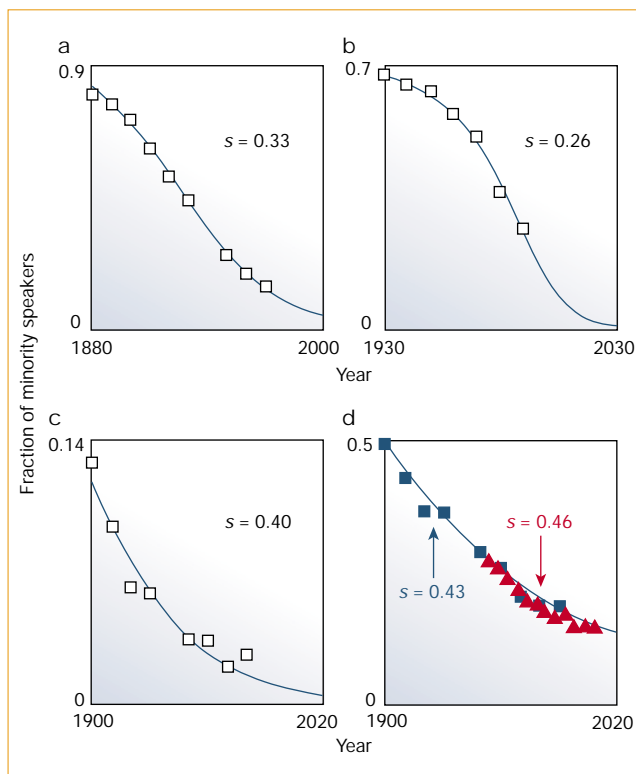 Fraction of minority speakers
a
0.9
s = 0.33
0
1880
2000
b
0.7
s = 0.26
0
1930
2030
Year
c
0.14
s = 0.40
0
1900
2020
d
0.5
s = 0.46
s = 0.43
0
1900
2020
Year